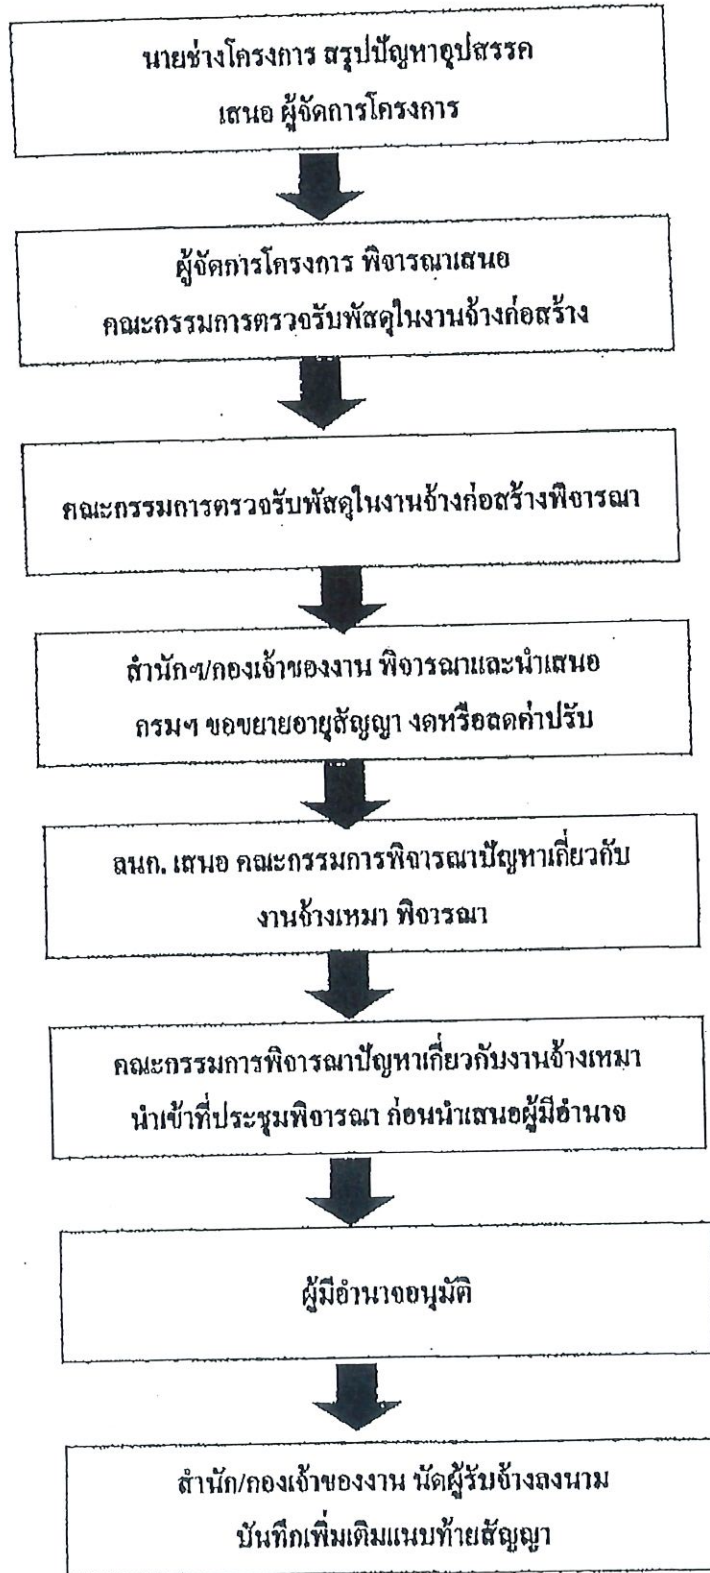 นายช่างโครงการ สรุปปัญหาอุปสรรค
เสนอ ผู้จัดการโครงการ
ผู้จัดการโครงการ พิจารณาเสนอ
คณะกรรมการตรวจรับพัสดุในงานจ้างก่อสร้าง
คณะกรรมการตรวจรับพัสดุในงานจ้างก่อสร้างพิจารณา
สำนักฯ/กองเจ้าของงาน พิจารณาและนำเสนอ
กรมฯ ขอขยายอายุสัญญา งดหรือลดค่าปรับ
ลนก. เสนอ คณะกรรมการพิจารณาปัญหาเกี่ยวกับ
งานจ้างเหมา พิจารณา
คณะกรรมการพิจารณาปัญหาเกี่ยวกับงานจ้างเหมา
นำเข้าที่ประชุมพิจารณา ก่อนนำเสนอผู้มีอำนาจ
ผู้มีอำนาจอนุมัติ
สำนัก/กองเจ้าของงาน นัดผู้รับจ้างลงนาม
บันทึกเพิ่มเติมแนบท้ายสัญญา